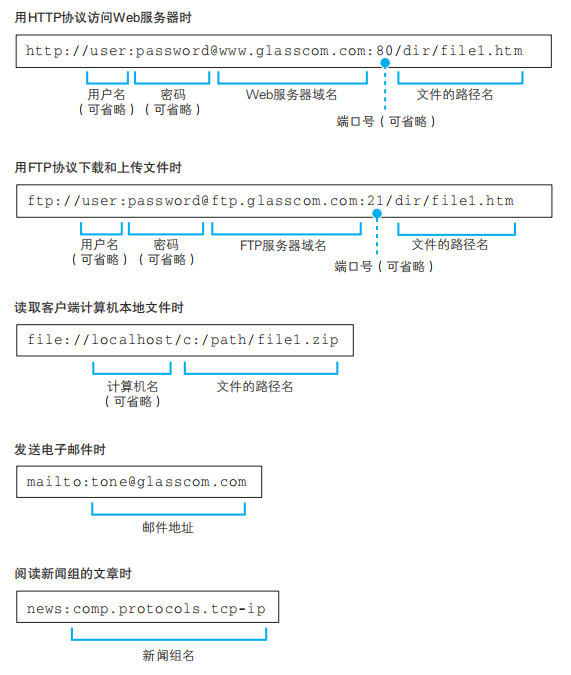 用HTTP协议访问Web服务器时
http://user:password@www.glasscom.com:80/dir/file1.htm
用户名 密码 Web服务器域名 文件的路径名
（可省略） （可省略） 端口号（可省略）
用FTP协议下载和上传文件时
ftp://user:password@ftp.glasscom.com:21/dir/file1.htm
用户名 密码 FTP服务器域名 文件的路径名
（可省略） （可省略） 端口号（可省略）
读取客户端计算机本地文件时
file://localhost/c:/path/file1.zip
计算机名 文件的路径名
（可省略）
发送电子邮件时
mailto:tone@glasscom.com
邮件地址
阅读新闻组的文章时
news:comp.protocols.tcp-ip
新闻组名